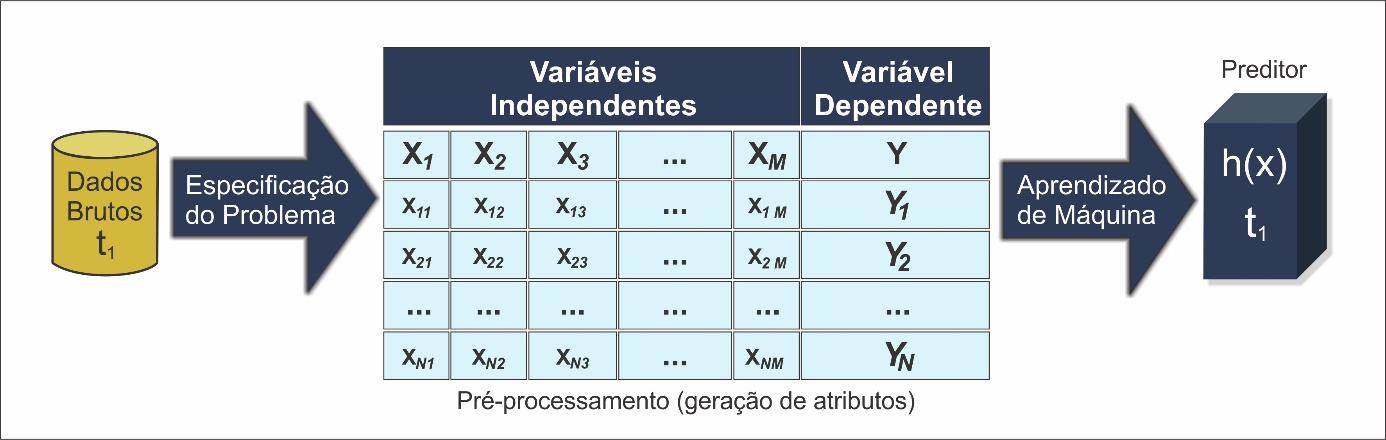 Dados
Brutos
t1
Especificação
do Problema
Variáveis
Independentes
Variável
Dependente
X1 X2 X3 ... XM Y
x11 x12 x13 ... x1 M Y1
x21 x22 x23 ... x2 M Y2
... ... ... ... ... ...
xN1 xN2 xN3 ... xNM YN
Pré-processamento (geração de atributos)
Aprendizado
de Máquina
Preditor
h(x)
t1